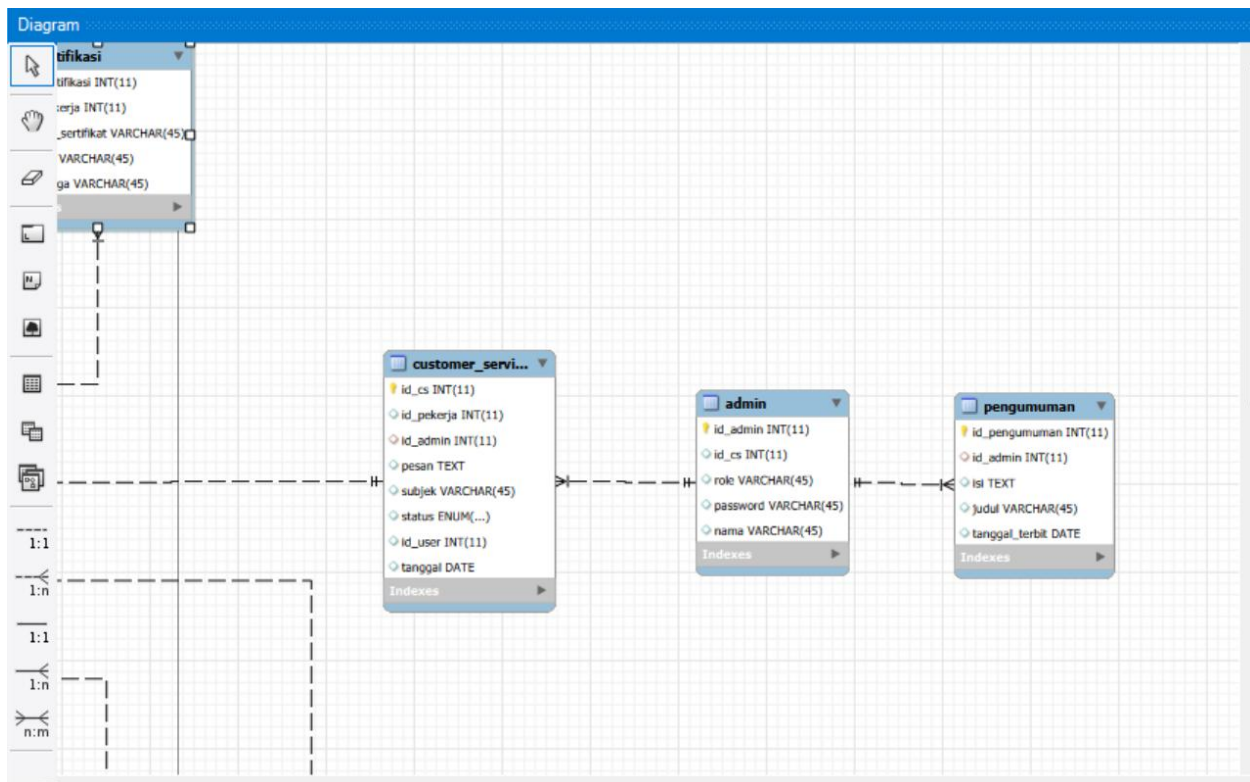 Diagram
tifikasi
tifikasi INT(11)
kerja INT(11)
_sertifikat VARCHAR(45)
VARCHAR(45)
ga VARCHAR(45)
s
customer_servi...
id_cs INT(11)
id_pekerja INT(11)
id_admin INT(11)
pesan TEXT
subjek VARCHAR(45)
status ENUM(...)
id_user INT(11)
tanggal DATE
Indexes
admin
id_admin INT(11)
id_cs INT(11)
role VARCHAR(45)
password VARCHAR(45)
nama VARCHAR(45)
Indexes
pengumuman
id_pengumuman INT(11)
id_admin INT(11)
isi TEXT
judul VARCHAR(45)
tanggal_terbit DATE
Indexes
1:1
1:n
1:1
1:n
n:m